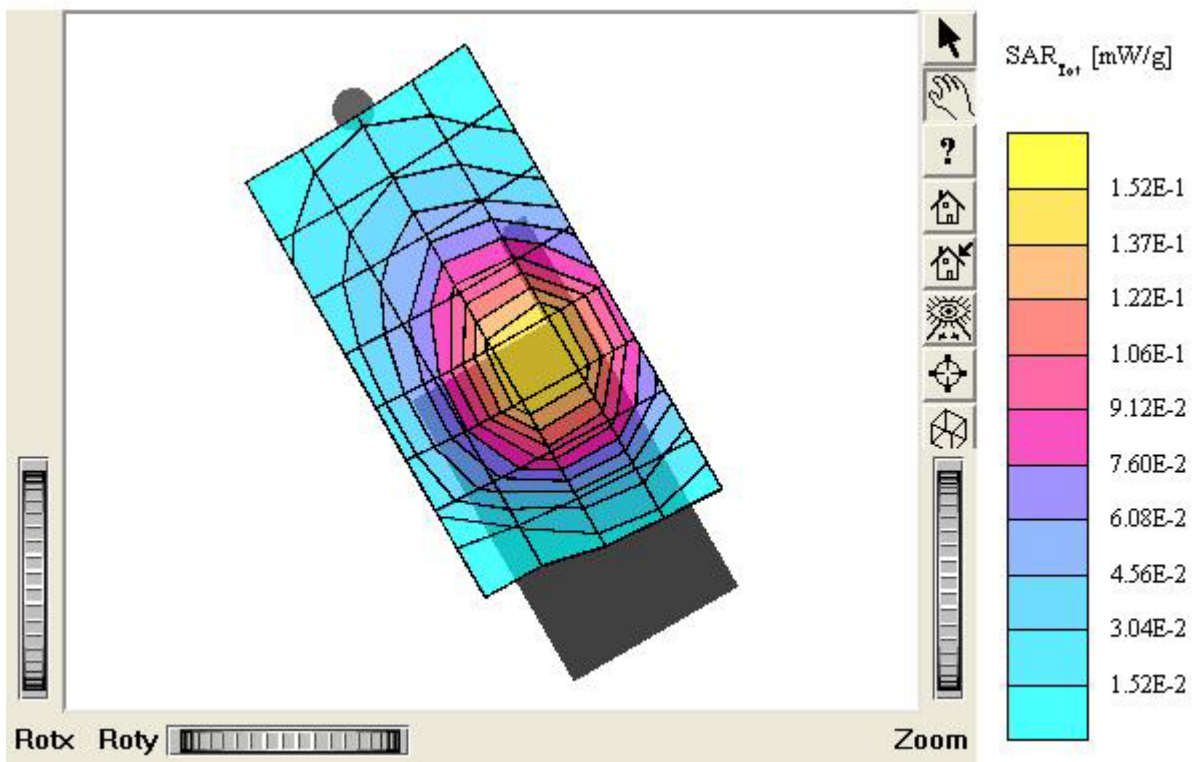 SAR_Tot [mW/g]
?
1.52E-1
1.37E-1
1.22E-1
1.06E-1
9.12E-2
7.60E-2
6.08E-2
4.56E-2
3.04E-2
1.52E-2
Rotx Roty Zoom